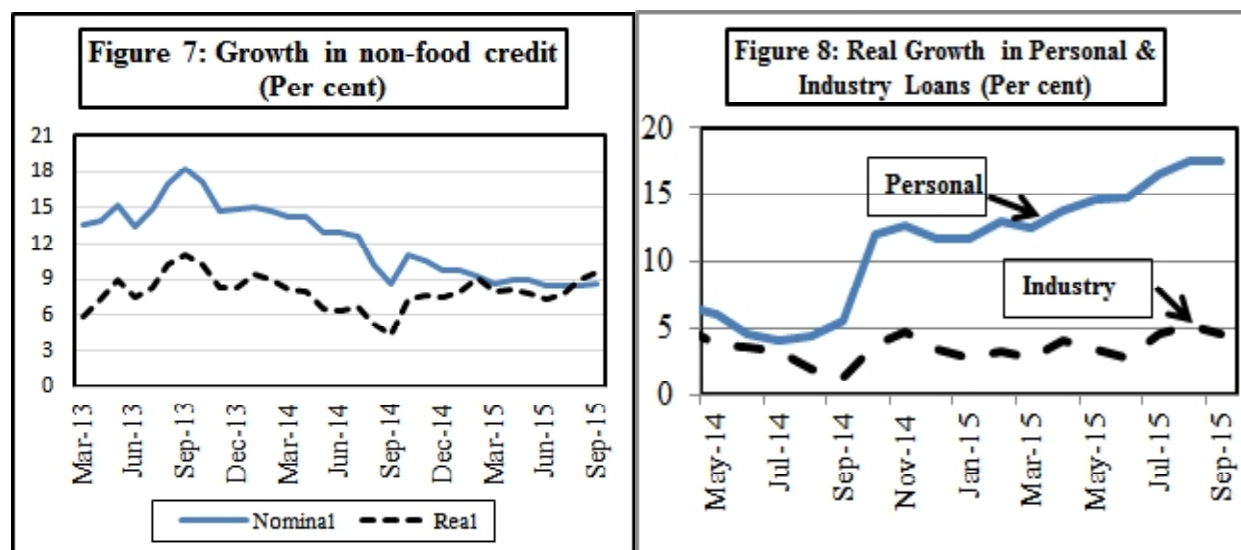 Figure 7: Growth in non-food credit
(Per cent)
21
18
15
12
9
6
3
0
Mar-13
Jun-13
Sep-13
Dec-13
Mar-14
Jun-14
Sep-14
Dec-14
Mar-15
Jun-15
Sep-15
Nominal
Real
Figure 8: Real Growth in Personal &
Industry Loans (Per cent)
20
15
10
5
0
Personal
Industry
May-14
Jul-14
Sep-14
Nov-14
Jan-15
Mar-15
May-15
Jul-15
Sep-15